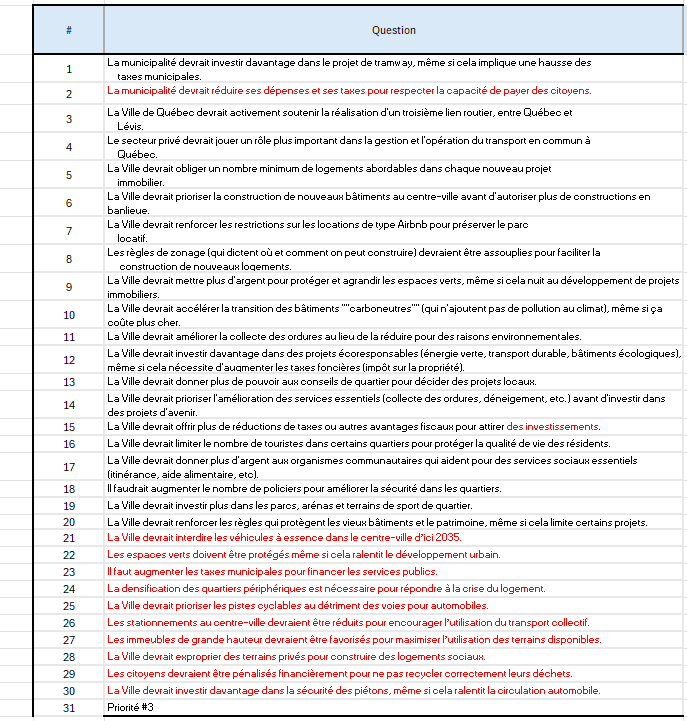 # Question
1 La municipalité devrait investir davantage dans le projet de tramway, même si cela implique une hausse des
taxes municipales.
2 La municipalité devrait réduire ses dépenses et ses taxes pour respecter la capacité de payer des citoyens.
3 La Ville de Québec devrait activement soutenir la réalisation d'un troisième lien routier, entre Québec et
Lévis.
4 Le secteur privé devrait jouer un rôle plus important dans la gestion et l'opération du transport en commun à
Québec.
5 La Ville devrait obliger un nombre minimum de logements abordables dans chaque nouveau projet
immobilier.
6 La Ville devrait prioriser la construction de nouveaux bâtiments au centre-ville avant d'autoriser plus de constructions en
banlieue.
7 La Ville devrait renforcer les restrictions sur les locations de type Airbnb pour préserver le parc
locatif.
8 Les règles de zonage (qui dictent où et comment on peut construire) devraient être assouplies pour faciliter la
construction de nouveaux logements.
9 La Ville devrait mettre plus d'argent pour protéger et agrandir les espaces verts, même si cela nuit au développement de projets
immobiliers.
10 La Ville devrait accélérer la transition des bâtiments ""carboneutres"" (qui n'ajoutent pas de pollution au climat), même si ça
coûte plus cher.
11 La Ville devrait améliorer la collecte des ordures au lieu de la réduire pour des raisons environnementales.
12 La Ville devrait investir davantage dans des projets écoresponsables (énergie verte, transport durable, bâtiments écologiques),
même si cela nécessite d'augmenter les taxes foncières (impôt sur la propriété).
13 La Ville devrait donner plus de pouvoir aux conseils de quartier pour décider des projets locaux.
14 La Ville devrait prioriser l'amélioration des services essentiels (collecte des ordures, déneigement, etc.) avant d'investir dans
des projets d'avenir.
15 La Ville devrait offrir plus de réductions de taxes ou autres avantages fiscaux pour attirer des investissements.
16 La Ville devrait limiter le nombre de touristes dans certains quartiers pour protéger la qualité de vie des résidents.
17 La Ville devrait donner plus d'argent aux organismes communautaires qui aident pour des services sociaux essentiels
(itinérance, aide alimentaire, etc).
18 Il faudrait augmenter le nombre de policiers pour améliorer la sécurité dans les quartiers.
19 La Ville devrait investir plus dans les parcs, arénas et terrains de sport de quartier.
20 La Ville devrait renforcer les règles qui protègent les vieux bâtiments et le patrimoine, même si cela limite certains projets.
21 La Ville devrait interdire les véhicules à essence dans le centre-ville d'ici 2035.
22 Les espaces verts doivent être protégés même si cela ralentit le développement urbain.
23 Il faut augmenter les taxes municipales pour financer les services publics.
24 La densification des quartiers périphériques est nécessaire pour répondre à la crise du logement.
25 La Ville devrait prioriser les pistes cyclables au détriment des voies pour automobiles.
26 Les stationnements au centre-ville devraient être réduits pour encourager l'utilisation du transport collectif.
27 Les immeubles de grande hauteur devraient être favorisés pour maximiser l'utilisation des terrains disponibles.
28 La Ville devrait exproprier des terrains privés pour construire des logements sociaux.
29 Les citoyens devraient être pénalisés financièrement pour ne pas recycler correctement leurs déchets.
30 La Ville devrait investir davantage dans la sécurité des piétons, même si cela ralentit la circulation automobile.
31 Priorité #3